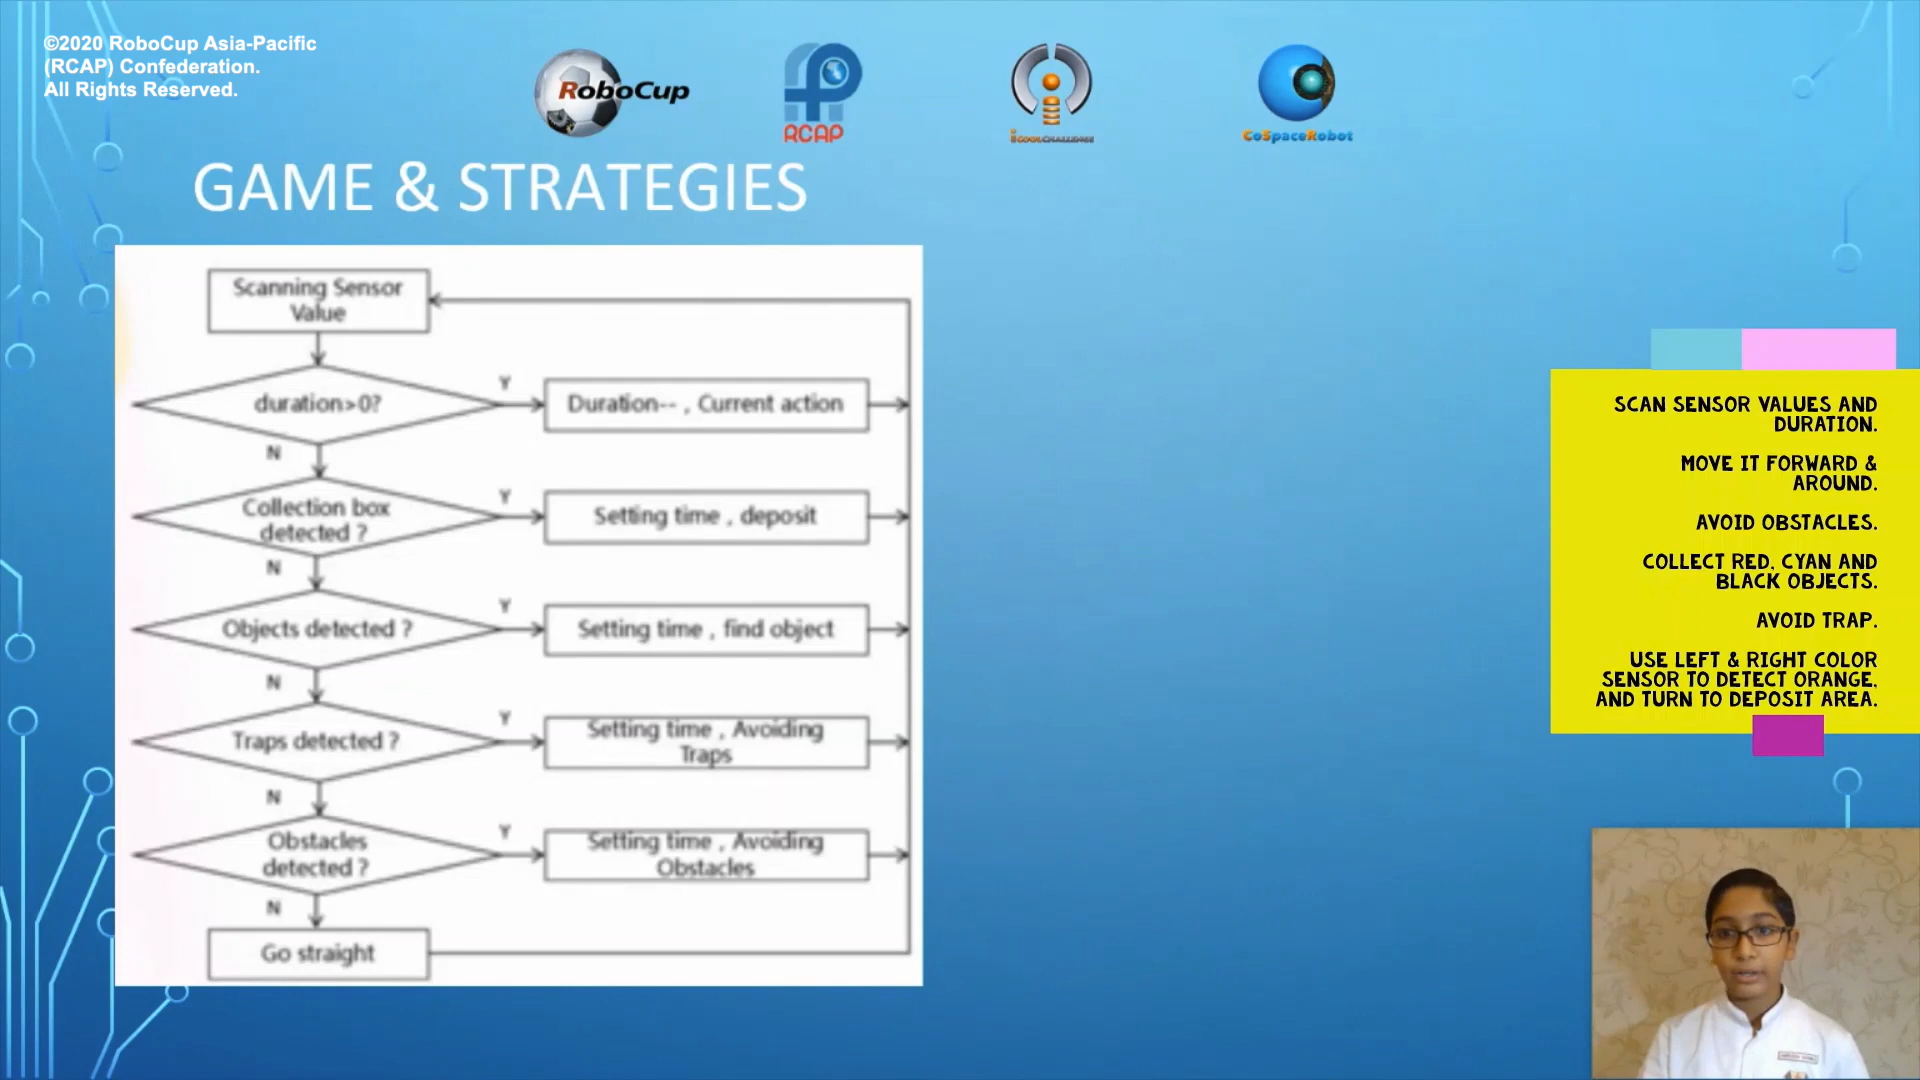 ©2020 RoboCup Asia-Pacific
(RCAP) Confederation.
All Rights Reserved.
RoboCup
RCAP
iCOOLCHALLENGE
CoSpaceRobot
GAME & STRATEGIES
Scanning Sensor
Value
duration>0?
Y
Duration-- , Current action
N
Collection box
detected ?
Y
Setting time , deposit
N
Objects detected ?
Y
Setting time , find object
N
Traps detected ?
Y
Setting time , Avoiding
Traps
N
Obstacles
detected ?
Y
Setting time , Avoiding
Obstacles
N
Go straight
SCAN SENSOR VALUES AND
DURATION.
MOVE IT FORWARD &
AROUND.
AVOID OBSTACLES.
COLLECT RED, CYAN AND
BLACK OBJECTS.
AVOID TRAP.
USE LEFT & RIGHT COLOR
SENSOR TO DETECT ORANGE,
AND TURN TO DEPOSIT AREA.